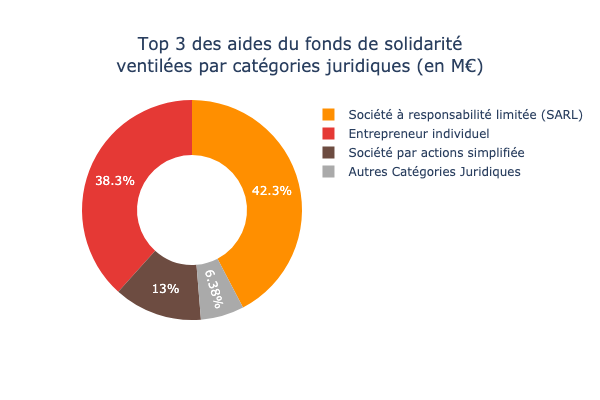 Top 3 des aides du fonds de solidarité
ventilées par catégories juridiques (en M€)
Société à responsabilité limitée (SARL)
Entrepreneur individuel
Société par actions simplifiée
Autres Catégories Juridiques
38.3%
42.3%
13%
6.38%